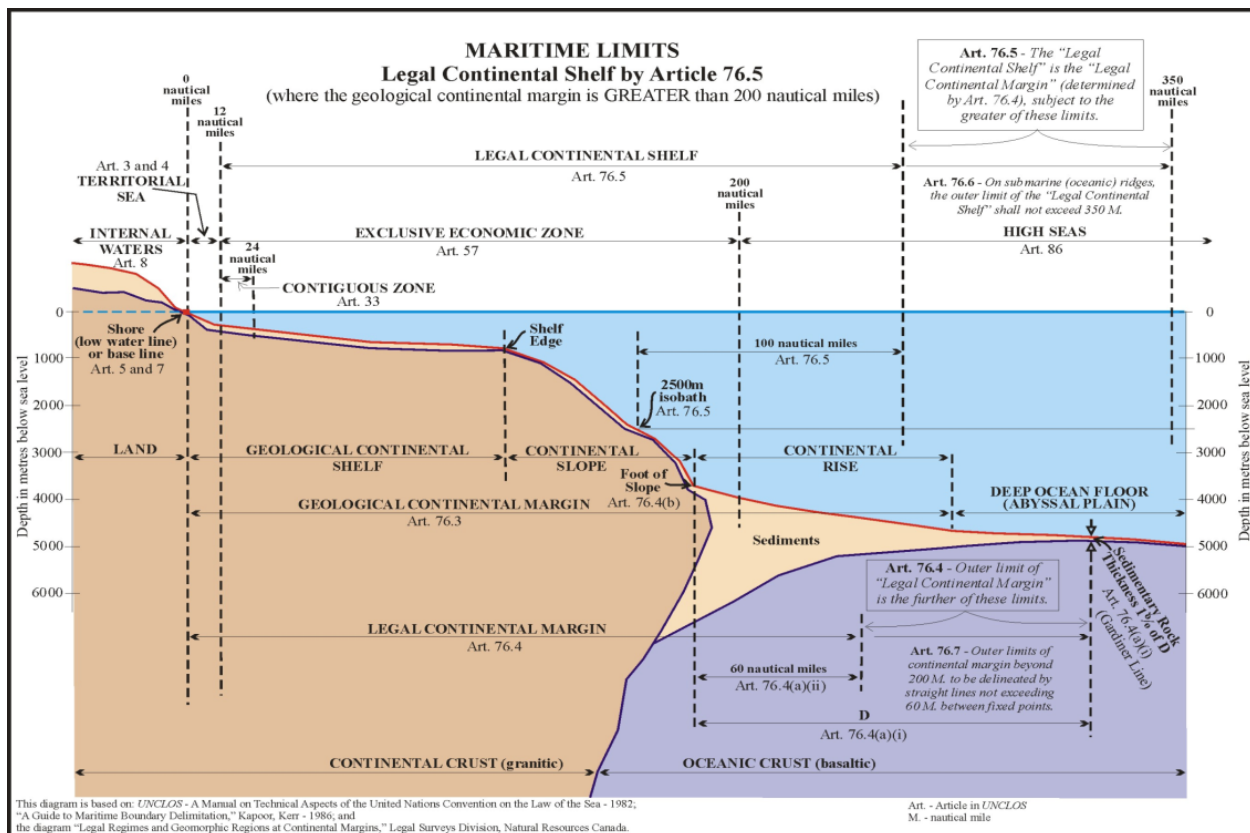 MARITIME LIMITS
Legal Continental Shelf by Article 76.5
(where the geological continental margin is GREATER than 200 nautical miles)
0
nautical
miles
12
nautical
miles
Art. 76.5 - The “Legal
Continental Shelf” is the “Legal
Continental Margin” (determined
by Art. 76.4), subject to the
greater of these limits.
350
nautical
miles
Art. 3 and 4
TERRITORIAL
SEA
LEGAL CONTINENTAL SHELF
Art. 76.5
200
nautical
miles
Art. 76.6 - On submarine (oceanic) ridges,
the outer limit of the “Legal Continental
Shelf” shall not exceed 350 M.
INTERNAL
WATERS
Art. 8
EXCLUSIVE ECONOMIC ZONE
Art. 57
HIGH SEAS
Art. 86
24
nautical
miles
CONTIGUOUS ZONE
Art. 33
Depth in metres below sea level
0
1000
2000
3000
4000
5000
6000
Shore
(low water line)
or base line
Art. 5 and 7
Shelf
Edge
100 nautical miles
Art. 76.5
2500m
isobath
Art. 76.5
0
1000
2000
3000
4000
5000
6000
Depth in metres below sea level
LAND
GEOLOGICAL CONTINENTAL
SHELF
CONTINENTAL
SLOPE
CONTINENTAL
RISE
Foot of
Slope
Art. 76.4(b)
DEEP OCEAN FLOOR
(ABYSSAL PLAIN)
GEOLOGICAL CONTINENTAL MARGIN
Art. 76.3
Sediments
Sedimentary Rock
Thickness 1% of D
Art. 76.4(a)(i)
(Gardiner Line)
Art. 76.4 - Outer limit of
“Legal Continental Margin”
is the further of these limits.
LEGAL CONTINENTAL MARGIN
Art. 76.4
60 nautical miles
Art. 76.4(a)(ii)
Art. 76.7 - Outer limits of
continental margin beyond
200 M. to be delineated by
straight lines not exceeding
60 M. between fixed points.
D
Art. 76.4(a)(i)
CONTINENTAL CRUST (granitic)
OCEANIC CRUST (basaltic)
This diagram is based on: UNCLOS - A Manual on Technical Aspects of the United Nations Convention on the Law of the Sea - 1982;
“A Guide to Maritime Boundary Delimitation,” Kapoor, Kerr - 1986; and
the diagram “Legal Regimes and Geomorphic Regions at Continental Margins,” Legal Surveys Division, Natural Resources Canada.
Art. - Article in UNCLOS
M. - nautical mile